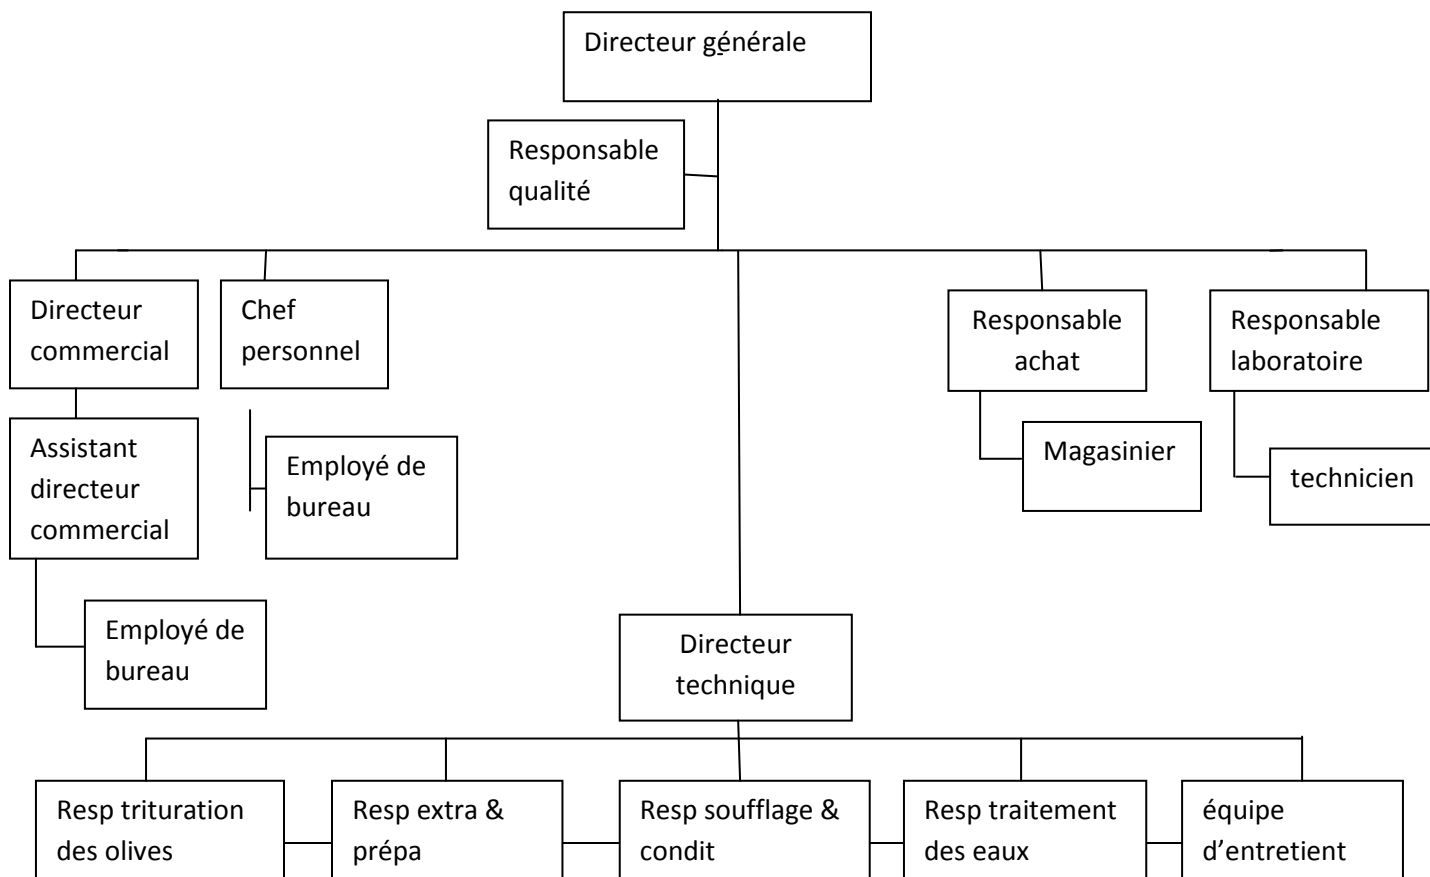 Directeur générale
Responsable
qualité
Directeur
commercial
Chef
personnel
Responsable
achat
Responsable
laboratoire
Assistant
directeur
commercial
Employé de
bureau
Magasinier
technicien
Employé de
bureau
Directeur
technique
Resp trituration
des olives
Resp extra &
prépa
Resp soufflage &
condit
Resp traitement
des eaux
équipe
d’entretient